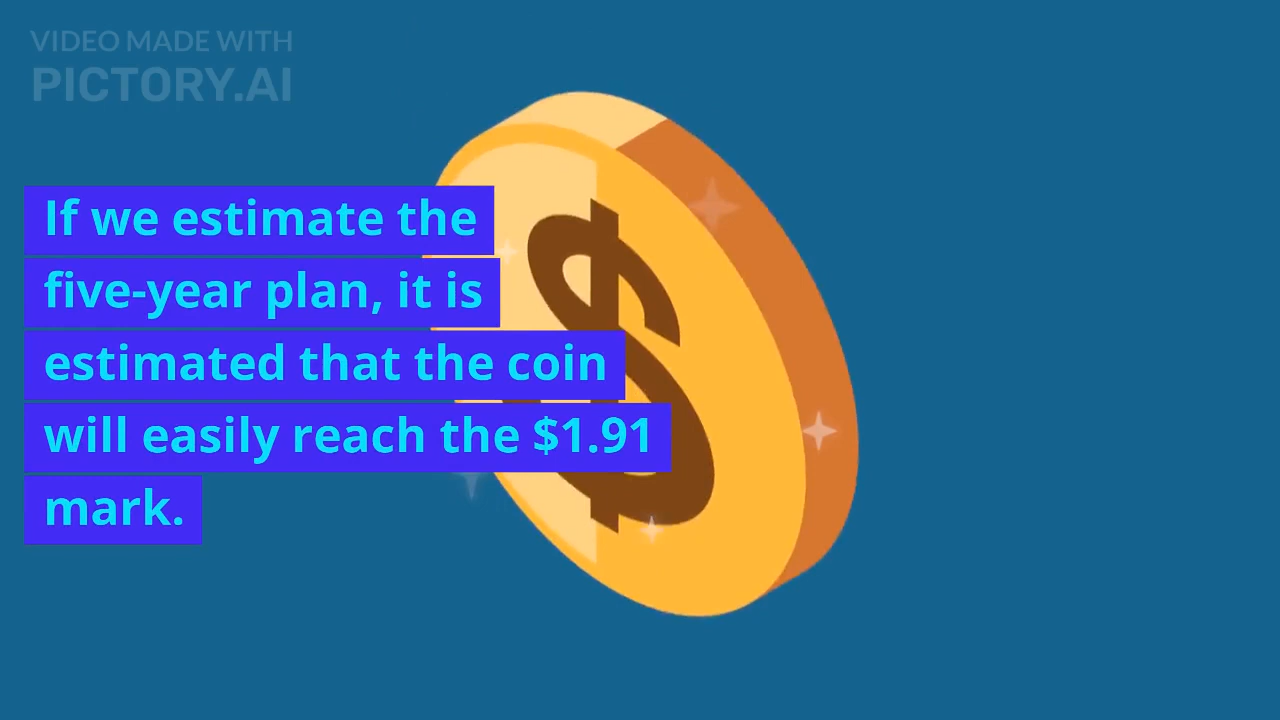 VIDEO MADE WITH
PICTORY.AI
If we estimate the
five-year plan, it is
estimated that the coin
will easily reach the $1.91
mark.